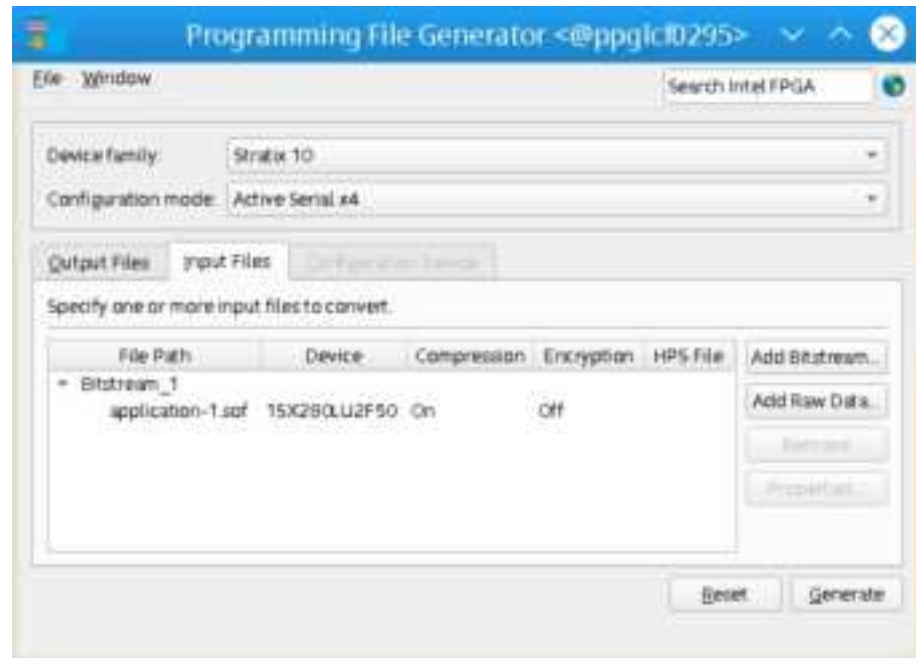 Programming File Generator <@ppglcf0295>
File Window
Search Intel FPGA
Device family: Stratix 10
Configuration mode: Active Serial x4
Output Files Input Files Configuration Device
Specify one or more input files to convert.
File Path Device Compression Encryption HPS File
Add Bitstream...
Bitstream_1
application-1.sof On Off
Add Raw Data...
Remove
Properties...
Reset Generate